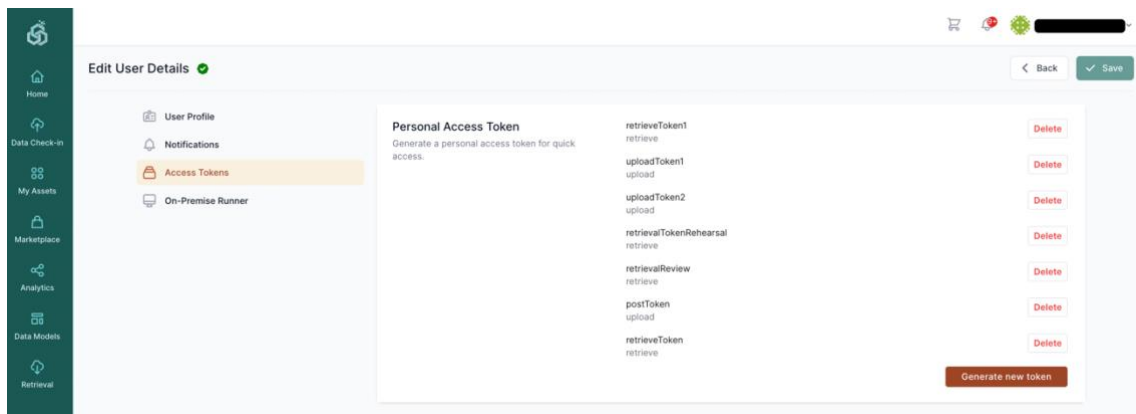 9+
Edit User Details
Back
Save
Home
Data Check-in
My Assets
Marketplace
Analytics
Data Models
Retrieval
User Profile
Notifications
Access Tokens
On-Premise Runner
Personal Access Token
Generate a personal access token for quick
access.
retrieveToken1
retrieve
Delete
uploadToken1
upload
Delete
uploadToken2
upload
Delete
retrievalTokenRehearsal
retrieve
Delete
retrievalReview
retrieve
Delete
postToken
upload
Delete
retrieveToken
retrieve
Delete
Generate new token